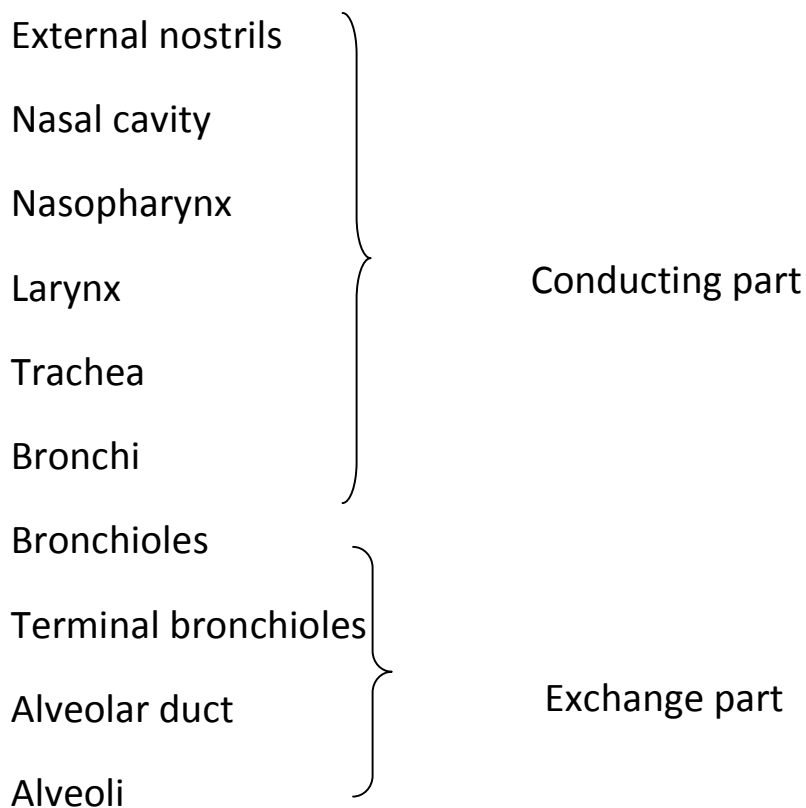 External nostrils
Nasal cavity
Nasopharynx
Larynx
Conducting part
Trachea
Bronchi
Bronchioles
Terminal bronchioles
Alveolar duct
Exchange part
Alveoli